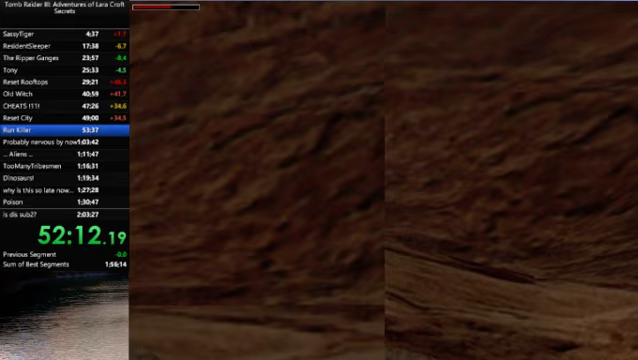 Tomb Raider III: Adventures of Lara Croft
Secrets
SassyTiger 4:37 +1,7
ResidentSleeper 17:38 -6,7
The Ripper Ganges 23:57 -8,4
Tony 25:33 -4,5
Reset Rooftops 29:21
Old Witch 40:59 +41,7
CHEATS !11! 47:26 +34,6
Reset City 49:00 +34,5
Run Killer 53:37
Probably nervous by now 1:03:42
... Aliens ... 1:11:47
TooManyTribesmen 1:16:31
Dinosaurs! 1:19:34
why is this so late now... 1:27:28
Poison 1:30:47
is dis sub2? 2:03:27
52:12.19
Previous Segment -0,0
Sum of Best Segments 1:56:14